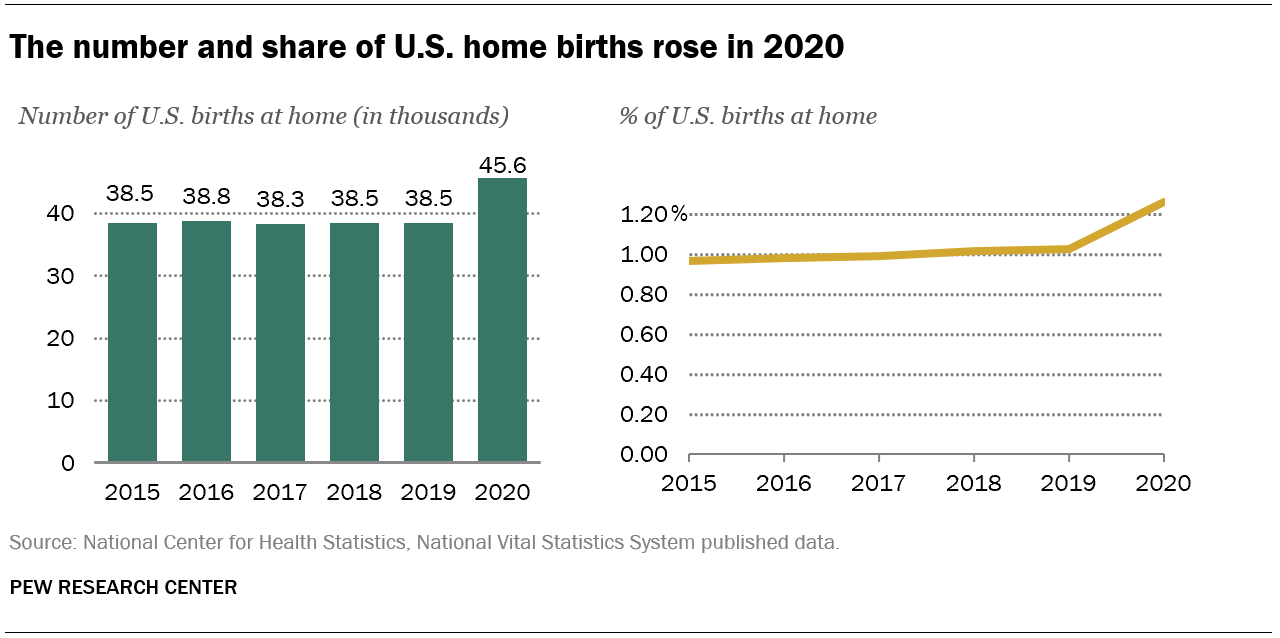 The number and share of U.S. home births rose in 2020
Number of U.S. births at home (in thousands)
45.6
38.5 38.8 38.3 38.5 38.5
40
30
20
10
0
2015 2016 2017 2018 2019 2020
% of U.S. births at home
1.20%
1.00
0.80
0.60
0.40
0.20
0.00
2015 2016 2017 2018 2019 2020
Source: National Center for Health Statistics, National Vital Statistics System published data.
PEW RESEARCH CENTER